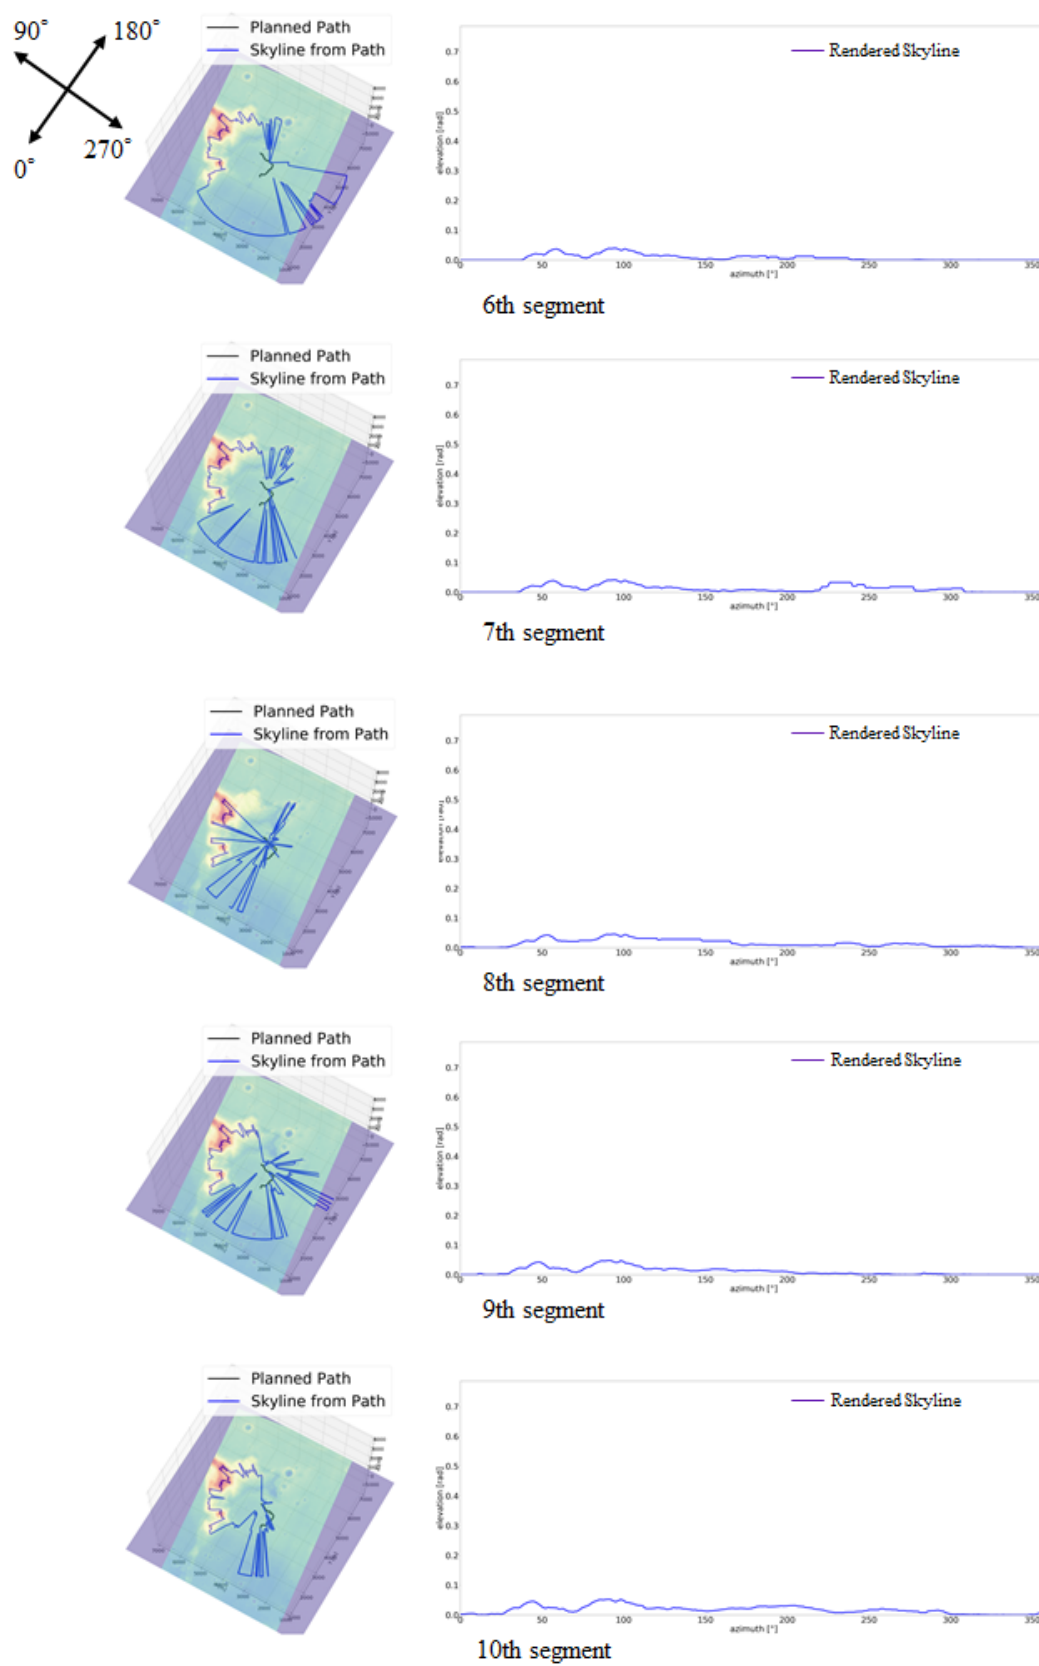 90° 180°
0° 270°
Planned Path
Skyline from Path
Rendered Skyline
elevation [rad]
0.7
0.6
0.5
0.4
0.3
0.2
0.1
0.0
0 50 100 150 200 250 300 350
azimuth [°]
6th segment
Planned Path
Skyline from Path
Rendered Skyline
elevation [rad]
0.7
0.6
0.5
0.4
0.3
0.2
0.1
0.0
0 50 100 150 200 250 300 350
azimuth [°]
7th segment
Planned Path
Skyline from Path
Rendered Skyline
0.7
0.6
0.5
0.4
0.3
0.2
0.1
0.0
0 50 100 150 200 250 300 350
azimuth [°]
8th segment
Planned Path
Skyline from Path
Rendered Skyline
elevation [rad]
0.7
0.6
0.5
0.4
0.3
0.2
0.1
0.0
0 50 100 150 200 250 300 350
azimuth [°]
9th segment
Planned Path
Skyline from Path
Rendered Skyline
elevation [rad]
0.7
0.6
0.5
0.4
0.3
0.2
0.1
0.0
0 50 100 150 200 250 300 350
azimuth [°]
10th segment